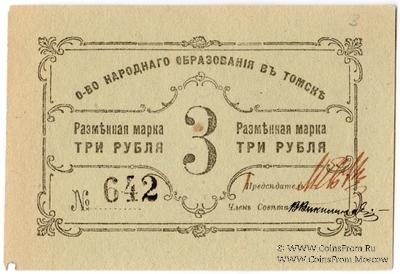 3
О-ВО НАРОДНАГО ОБРАЗОВАНІЯ ВЪ ТОМСКѢ
Размѣнная марка 3 Размѣнная марка
ТРИ РУБЛЯ ТРИ РУБЛЯ
№ 642 Предсѣдатель
Членъ Совѣта
© www.CoinsFrom.Ru
© CoinsFrom.Moscow